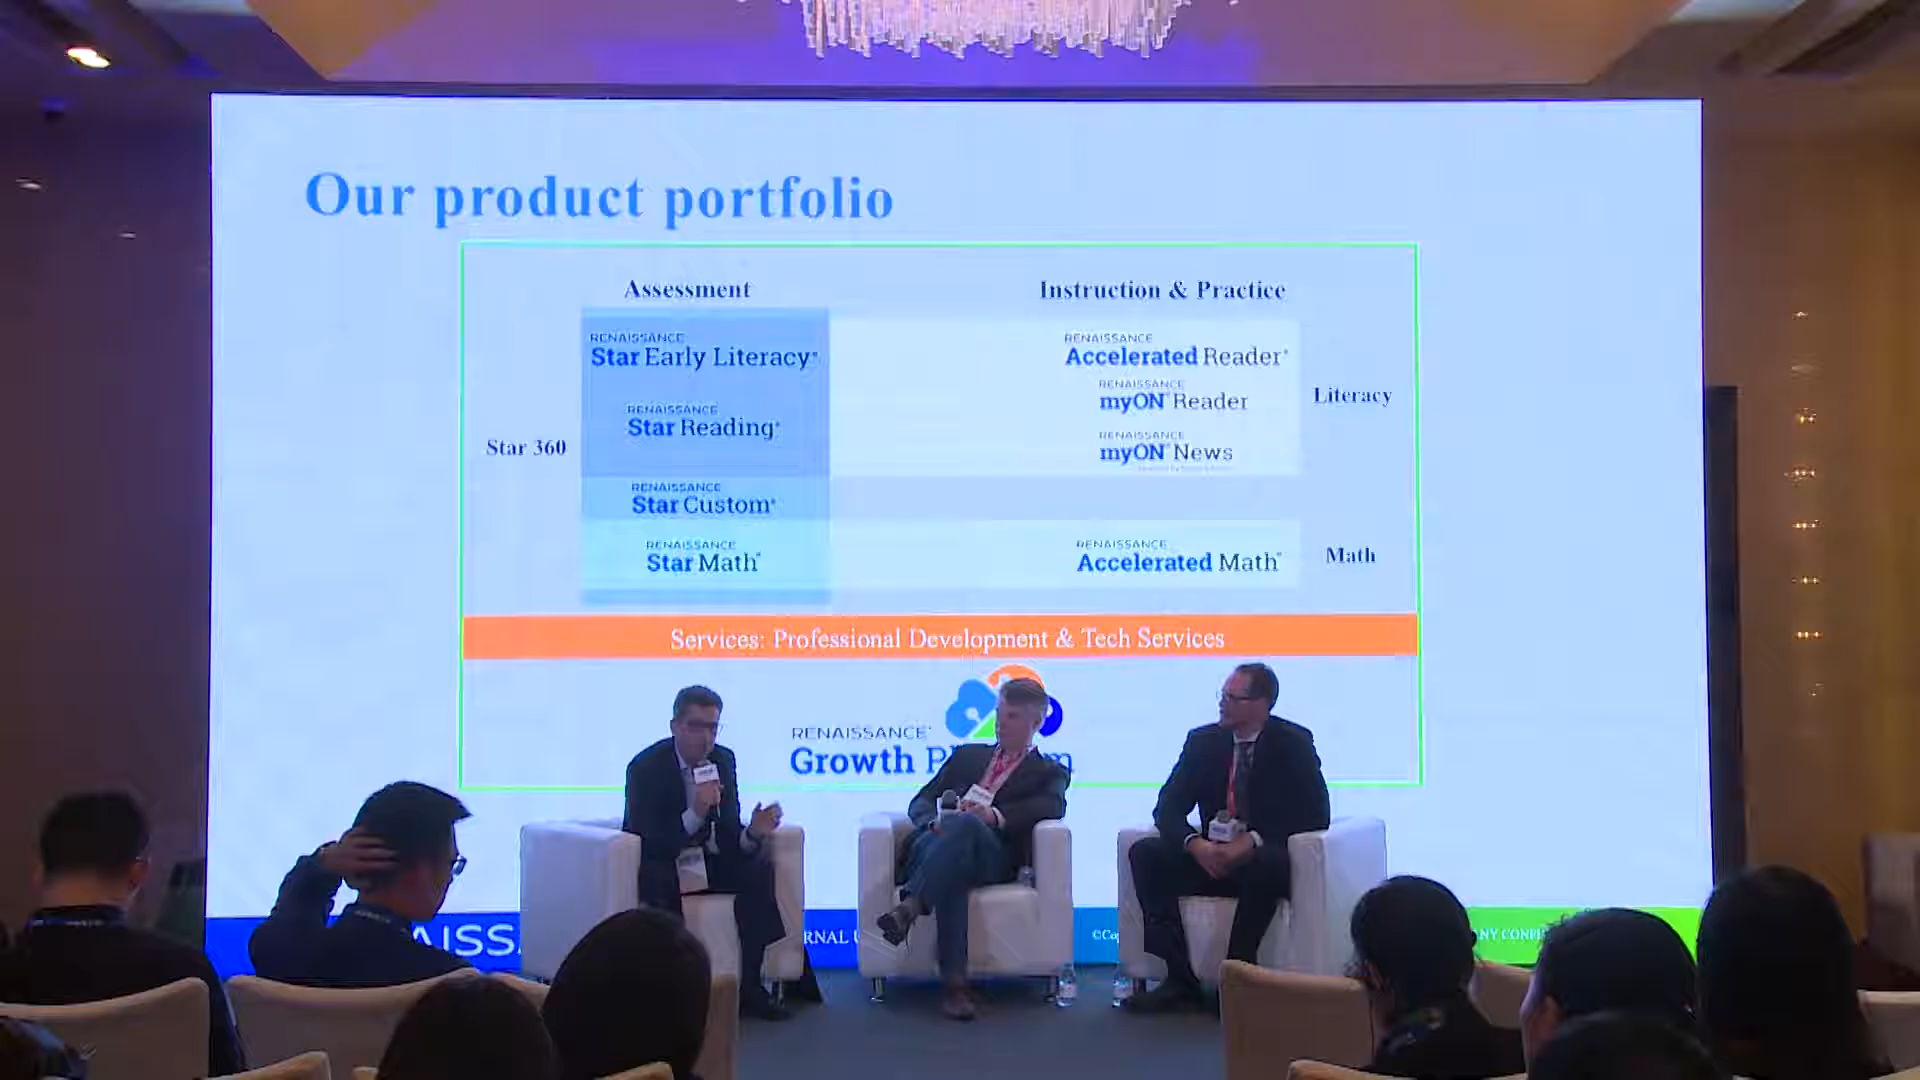 Our product portfolio
Assessment
Instruction & Practice
RENAISSANCE
Star Early Literacy®
RENAISSANCE
Star Reading®
Star 360
RENAISSANCE
Star Custom®
RENAISSANCE
Star Math®
RENAISSANCE
Accelerated Reader®
RENAISSANCE
myON® Reader
RENAISSANCE
myON® News
Literacy
RENAISSANCE
Accelerated Math®
Math
Services: Professional Development & Tech Services
RENAISSANCE®
Growth